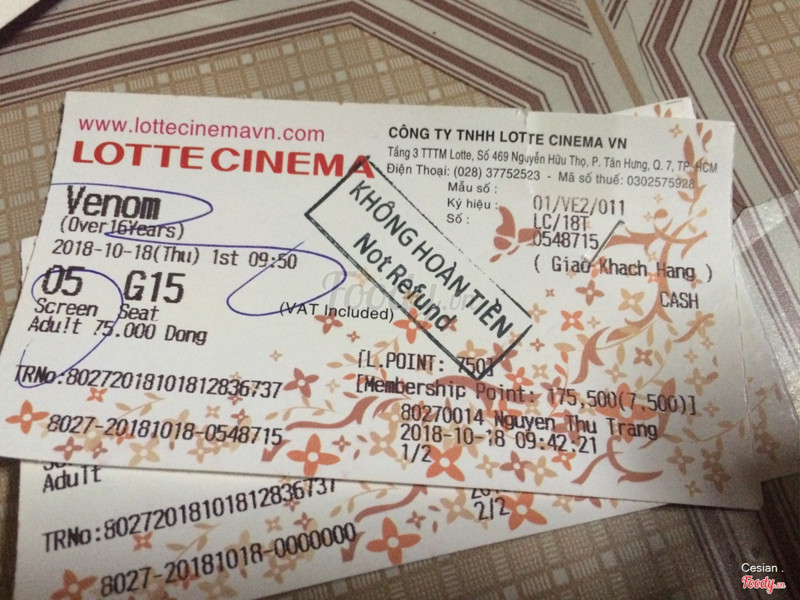 www.lottecinemavn.com
LOTTE CINEMA
CÔNG TY TNHH LOTTE CINEMA VN
Tầng 3 TTTM Lotte, Số 469 Nguyễn Hữu Thọ, P. Tân Hưng, Q. 7, TP. HCM
Điện Thoại: (028) 37752523 - Mã số thuế: 0302575928
Mẫu số : 01/VE2/011
Ký hiệu : LC/18T
Số : 0548715
( Giao Khach Hang )
CASH
Venom
(Over 16Years)
2018-10-18(Thu) 1st 09:50
05 G15
Screen Seat
(VAT Included)
Adult 75.000 Dong
KHÔNG HOÀN TIỀN
Not Refund
[L.POINT: 750]
[Membership Point: 175,500(7,500)]
TRNo:80272018101812836737
80270014 Nguyen Thu Trang
8027-20181018-0548715
2018-10-18 09:42:21
1/2
Adult
TRNo:80272018101812836737
2/2
8027-20181018-0000000
Foody.vn
Cesian .
Foody.vn